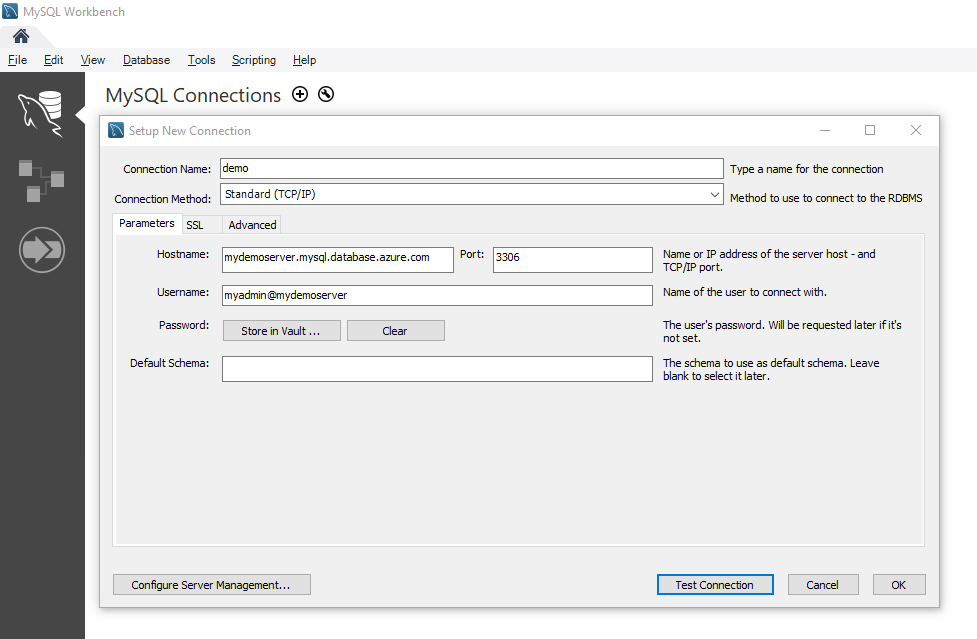 MySQL Workbench
File Edit View Database Tools Scripting Help
MySQL Connections
Setup New Connection
Connection Name: demo Type a name for the connection
Connection Method: Standard (TCP/IP) Method to use to connect to the RDBMS
Parameters SSL Advanced
Hostname: mydemoserver.mysql.database.azure.com Port: 3306 Name or IP address of the server host - and
TCP/IP port.
Username: myadmin@mydemoserver Name of the user to connect with.
Password: Store in Vault ... Clear The user's password. Will be requested later if it's
not set.
Default Schema: The schema to use as default schema. Leave
blank to select it later.
Configure Server Management... Test Connection Cancel OK